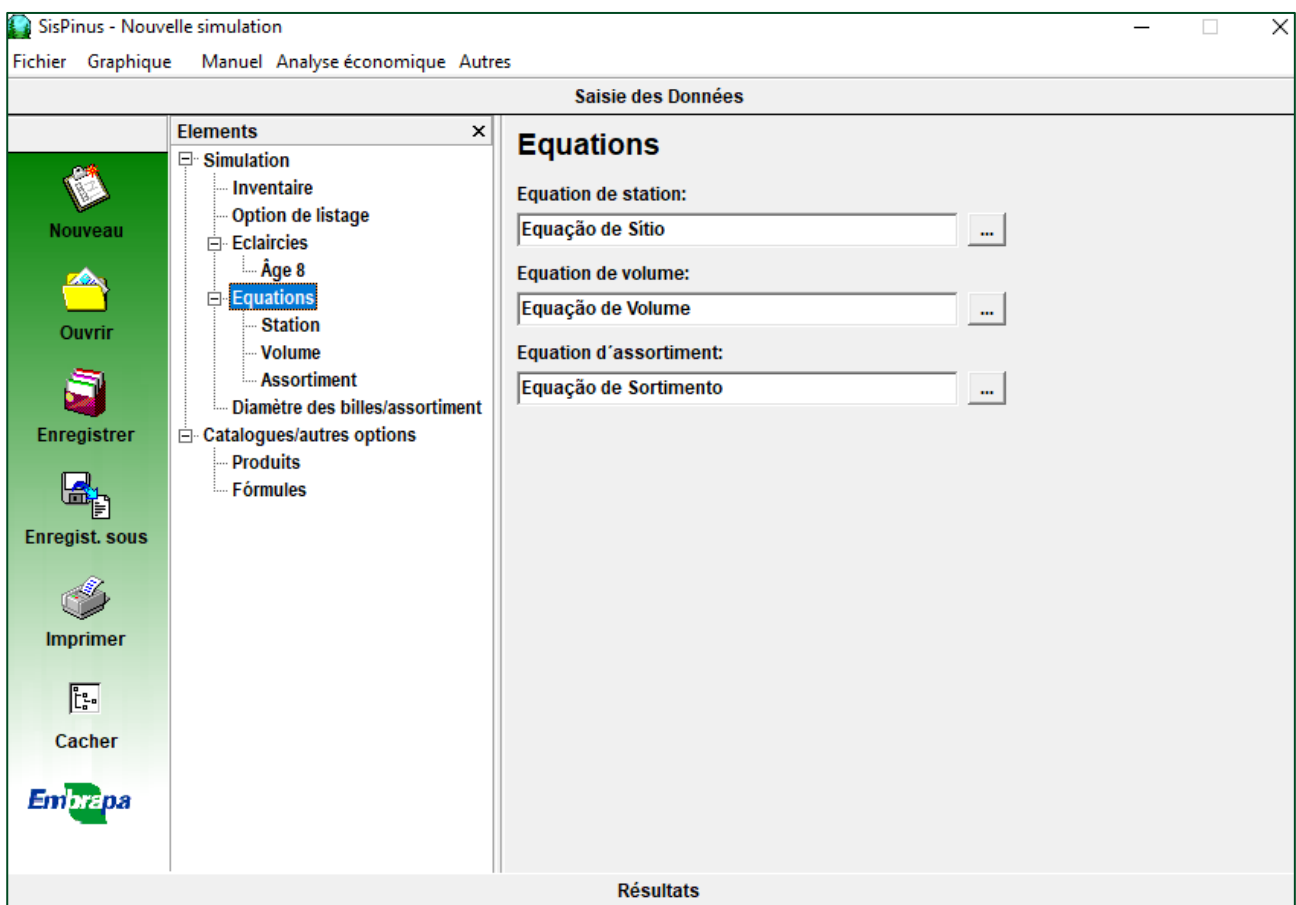 SisPinus - Nouvelle simulation
Fichier Graphique Manuel Analyse économique Autres
Saisie des Données
Nouveau
Ouvrir
Enregistrer
Enregist. sous
Imprimer
Cacher
Embrapa
Elements
Simulation
Inventaire
Option de listage
Eclaircies
Âge 8
Equations
Station
Volume
Assortiment
Diamètre des billes/assortiment
Catalogues/autres options
Produits
Fórmules
Equations
Equation de station:
Equação de Sítio ...
Equation de volume:
Equação de Volume ...
Equation d´assortiment:
Equação de Sortimento ...
Résultats